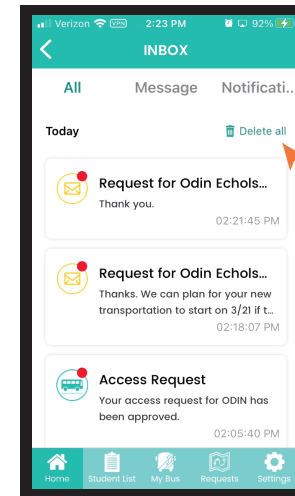 Verizon VPN 2:23 PM 92%
INBOX
All Message Notificati..
Today Delete all
Request for Odin Echols...
Thank you.
02:21:45 PM
Request for Odin Echols...
Thanks. We can plan for your new
transportation to start on 3/21 if t...
02:18:07 PM
Access Request
Your access request for ODIN has
been approved.
02:05:40 PM
Home Student List My Bus Requests Settings